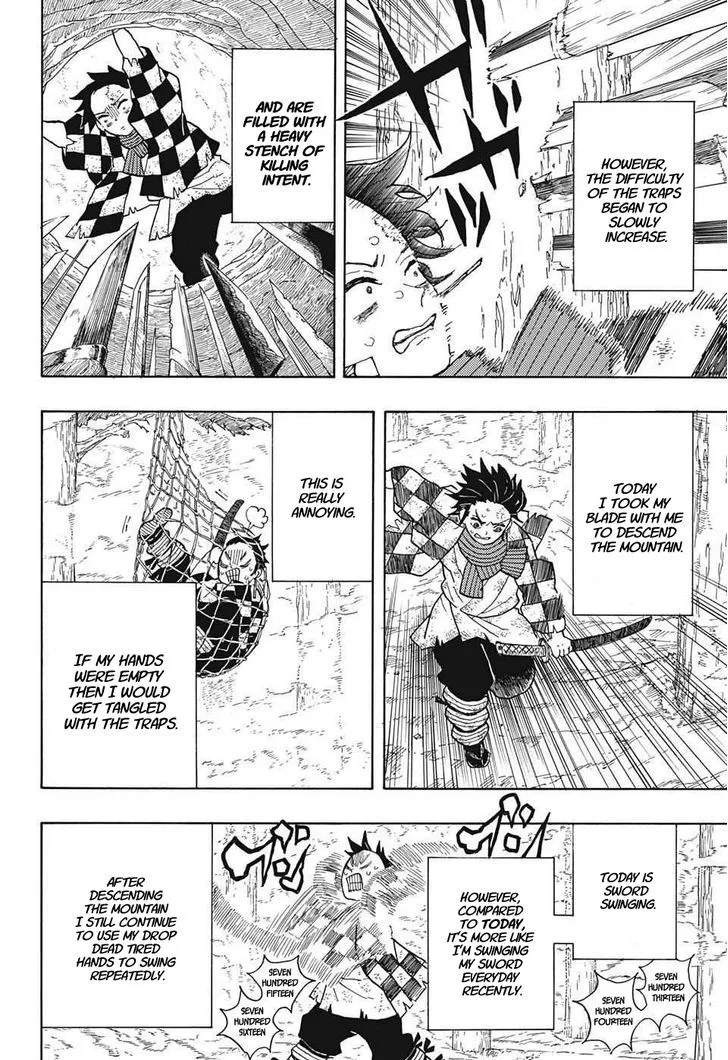 HOWEVER,
THE DIFFICULTY
OF THE TRAPS
BEGAN TO
SLOWLY
INCREASE.
AND ARE
FILLED WITH
A HEAVY
STENCH OF
KILLING
INTENT.
TODAY
I TOOK MY
BLADE WITH ME
TO DESCEND
THE MOUNTAIN.
THIS IS
REALLY
ANNOYING.
IF MY HANDS
WERE EMPTY
THEN I WOULD
GET TANGLED
WITH THE TRAPS.
TODAY IS
SWORD
SWINGING.
SEVEN
HUNDRED
THIRTEEN
SEVEN
HUNDRED
FOURTEEN
HOWEVER,
COMPARED
TO TODAY,
IT'S MORE LIKE
I'M SWINGING
MY SWORD
EVERYDAY
RECENTLY.
SEVEN
HUNDRED
FIFTEEN
SEVEN
HUNDRED
SIXTEEN
AFTER
DESCENDING
THE MOUNTAIN
I STILL CONTINUE
TO USE MY DROP
DEAD TIRED
HANDS TO SWING
REPEATEDLY.